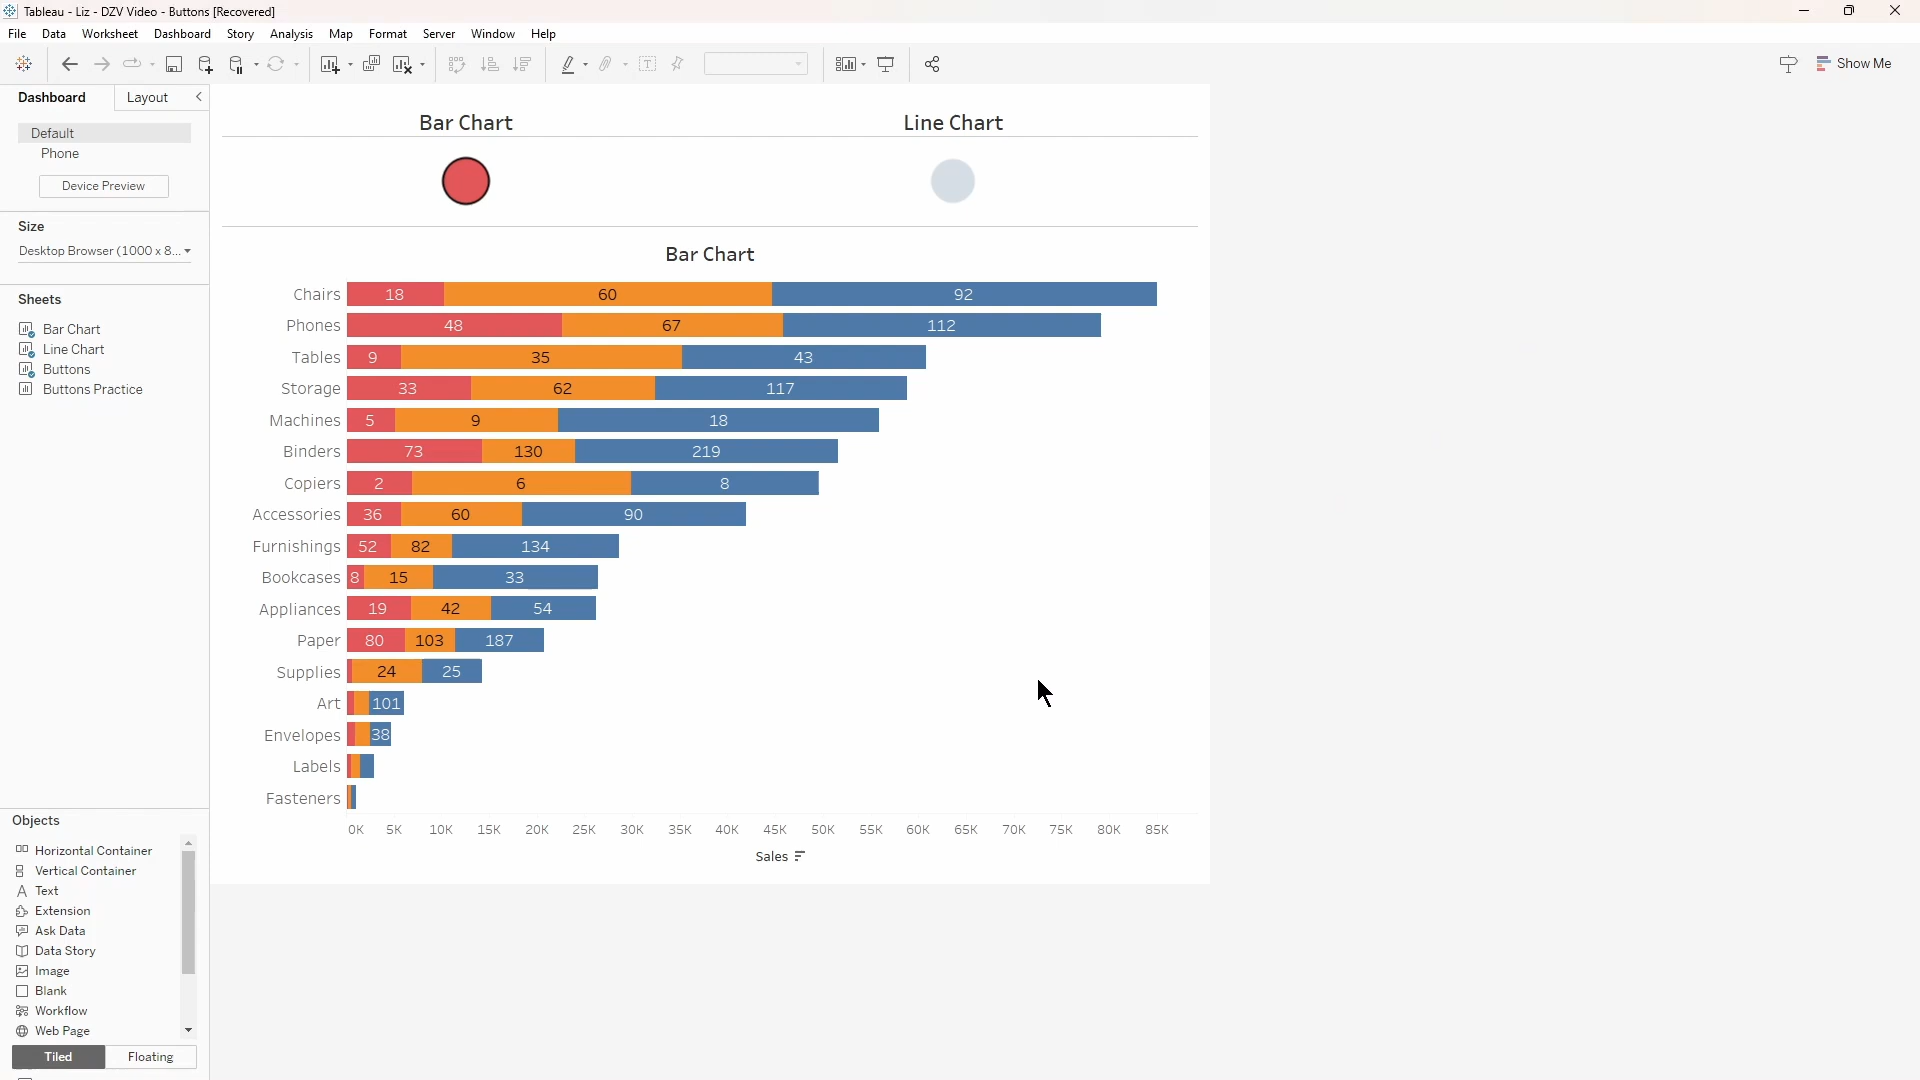 Tableau - Liz - DZV Video - Buttons [Recovered]
File Data Worksheet Dashboard Story Analysis Map Format Server Window Help
Show Me
Dashboard Layout
Default
Phone
Device Preview
Size
Desktop Browser (1000 x 8...
Sheets
Bar Chart
Line Chart
Buttons
Buttons Practice
Objects
Horizontal Container
Vertical Container
Text
Extension
Ask Data
Data Story
Image
Blank
Workflow
Web Page
Tiled Floating
Bar Chart Line Chart
Bar Chart
Chairs 18 60 92
Phones 48 67 112
Tables 9 35 43
Storage 33 62 117
Machines 5 9 18
Binders 73 130 219
Copiers 2 6 8
Accessories 36 60 90
Furnishings 52 82 134
Bookcases 8 15 33
Appliances 19 42 54
Paper 80 103 187
Supplies 24 25
Art 101
Envelopes 38
Labels
Fasteners
0K 5K 10K 15K 20K 25K 30K 35K 40K 45K 50K 55K 60K 65K 70K 75K 80K 85K
Sales